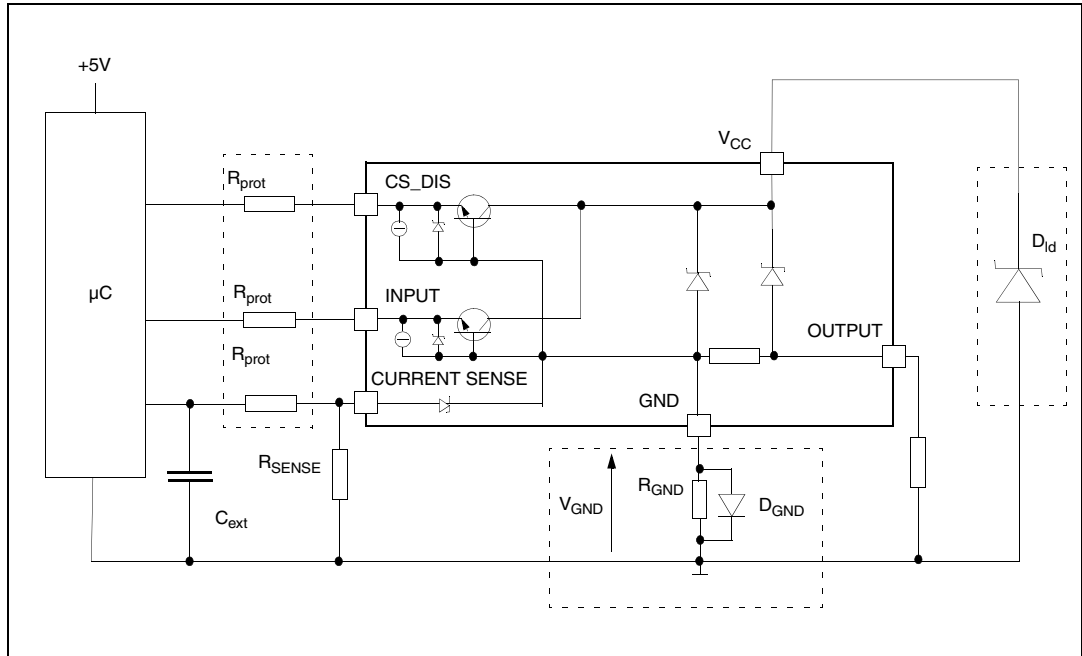 +5V
V_CC
R_prot
CS_DIS
D_ld
µC
R_prot
INPUT
OUTPUT
R_prot
CURRENT SENSE
GND
R_SENSE
R_GND
V_GND
D_GND
C_ext